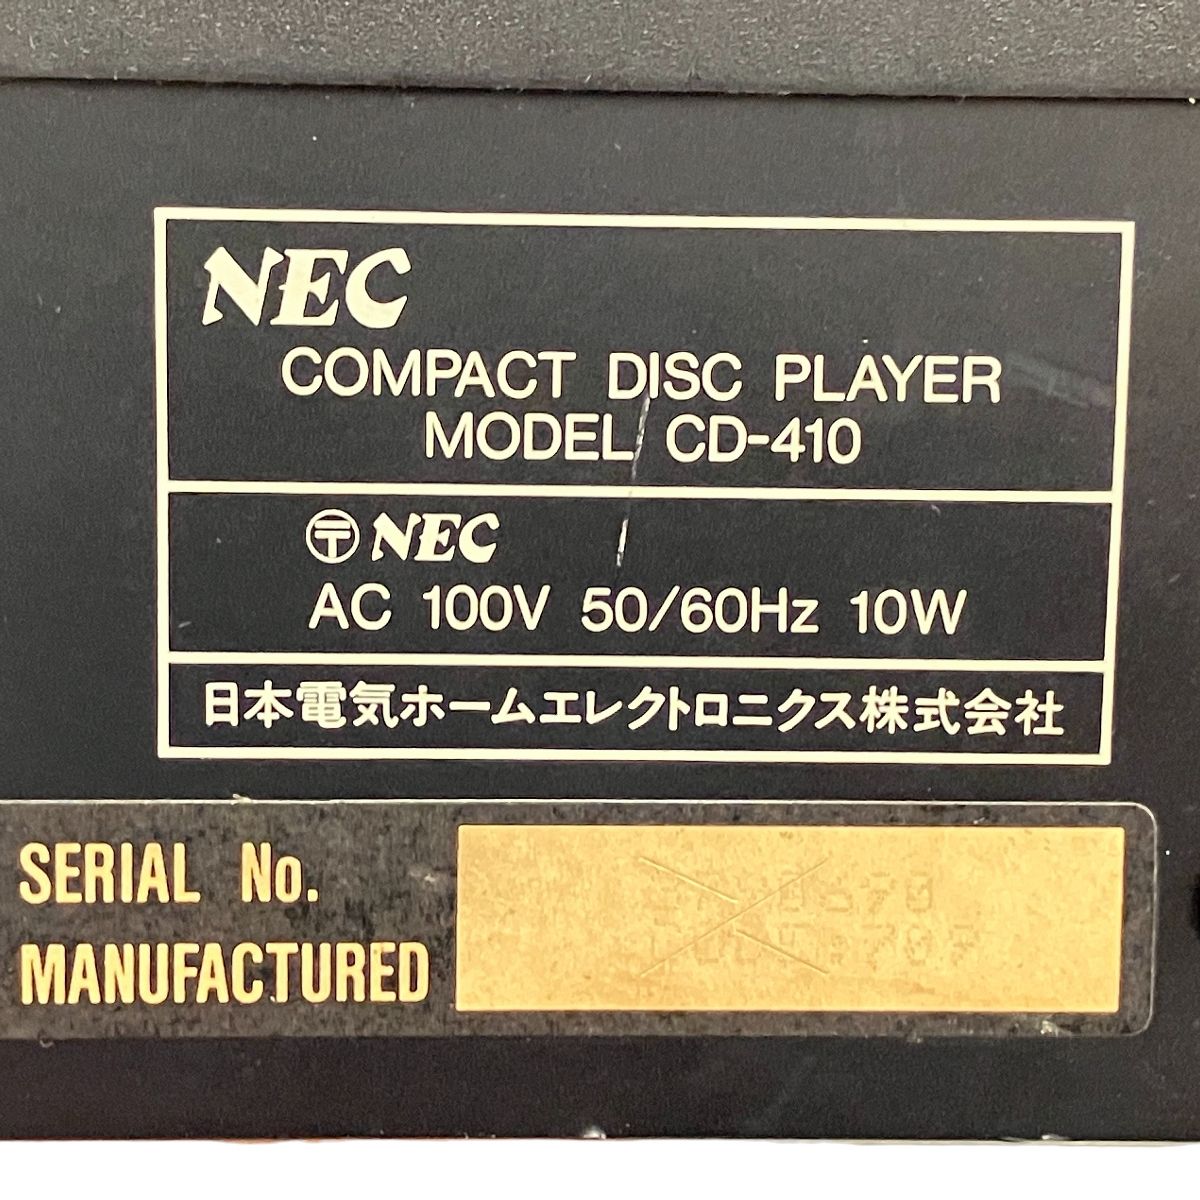 NEC
COMPACT DISC PLAYER
MODEL CD-410
〶 NEC
AC 100V 50/60Hz 10W
日本電気ホームエレクトロニクス株式会社
SERIAL No.
MANUFACTURED